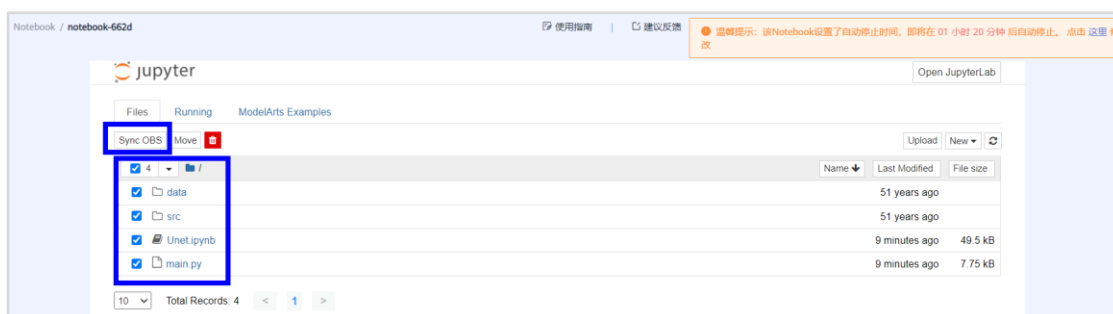 Notebook / notebook-662d
使用指南 | 建议反馈
温馨提示：该Notebook设置了自动停止时间，即将在 01 小时 20 分钟 后自动停止。 点击 这里
改
jupyter
Open JupyterLab
Files Running ModelArts Examples
Sync OBS Move
Upload New
4 /
Name Last Modified File size
data 51 years ago
src 51 years ago
Unet.ipynb 9 minutes ago 49.5 kB
main.py 9 minutes ago 7.75 kB
10 Total Records: 4 < 1 >